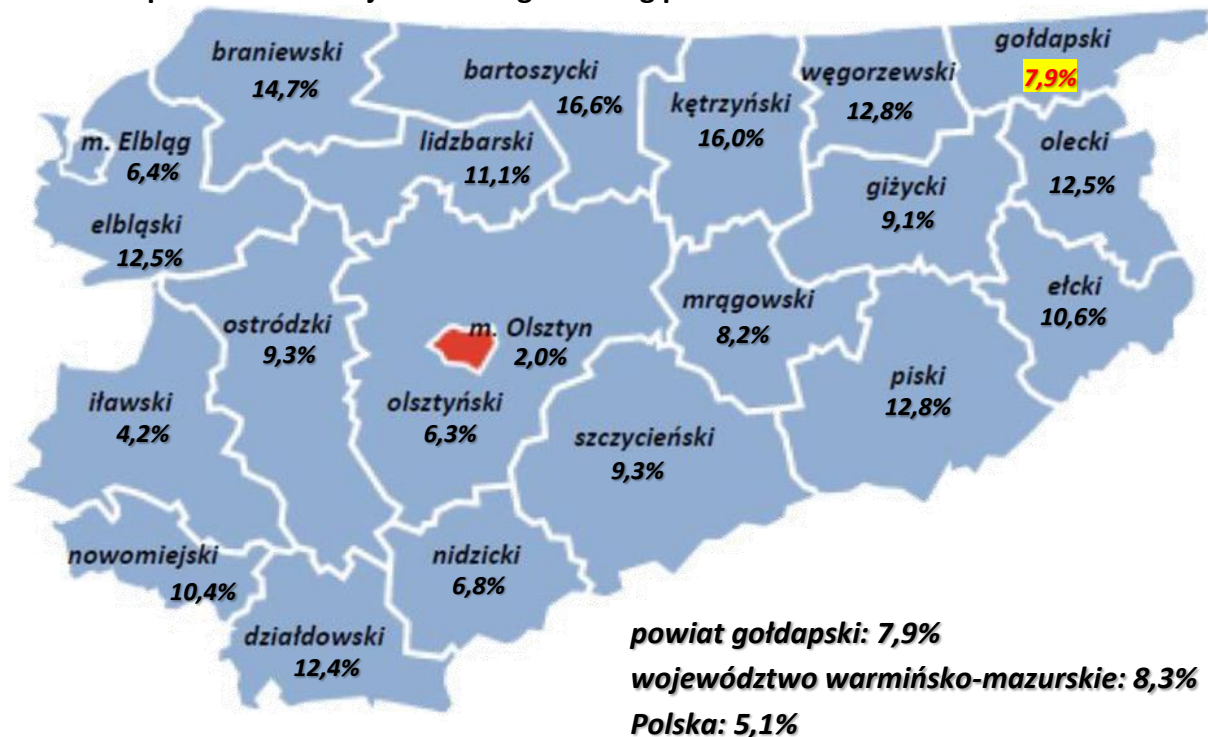 braniewski
14,7%
bartoszycki
16,6%
kętrzyński
16,0%
węgorzewski
12,8%
gołdapski
7,9%
m. Elbląg
6,4%
lidzbarski
11,1%
olecki
12,5%
giżycki
9,1%
elbląski
12,5%
ełcki
10,6%
ostródzki
9,3%
m. Olsztyn
2,0%
mrągowski
8,2%
piski
12,8%
iławski
4,2%
olsztyński
6,3%
szczycieński
9,3%
nowomiejski
10,4%
nidzicki
6,8%
działdowski
12,4%
powiat gołdapski: 7,9%
województwo warmińsko-mazurskie: 8,3%
Polska: 5,1%